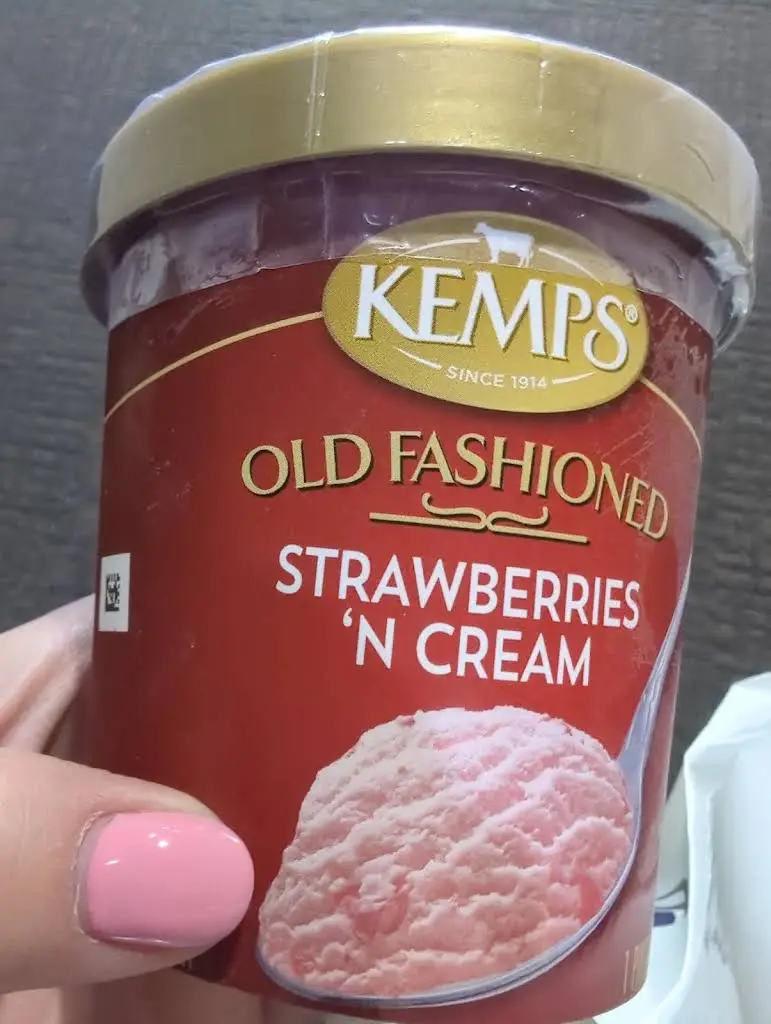 KEMPS®
SINCE 1914
OLD FASHIONED
STRAWBERRIES
'N CREAM